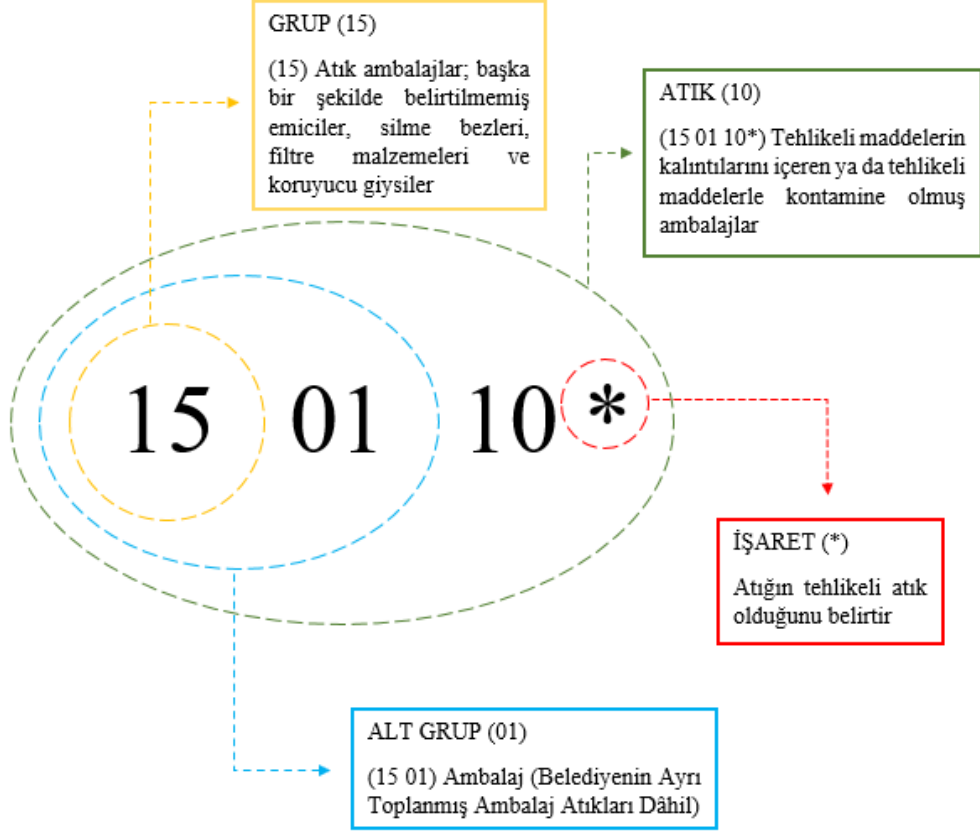 GRUP (15)
(15) Atık ambalajlar; başka
bir şekilde belirtilmemiş
emiciler, silme bezleri,
filtre malzemeleri ve
koruyucu giysiler
ATIK (10)
(15 01 10*) Tehlikeli maddelerin
kalıntılarını içeren ya da tehlikeli
maddelerle kontamine olmuş
ambalajlar
15 01 10 *
İŞARET (*)
Atığın tehlikeli atık
olduğunu belirtir
ALT GRUP (01)
(15 01) Ambalaj (Belediyenin Ayrı
Toplanmış Ambalaj Atıkları Dâhil)